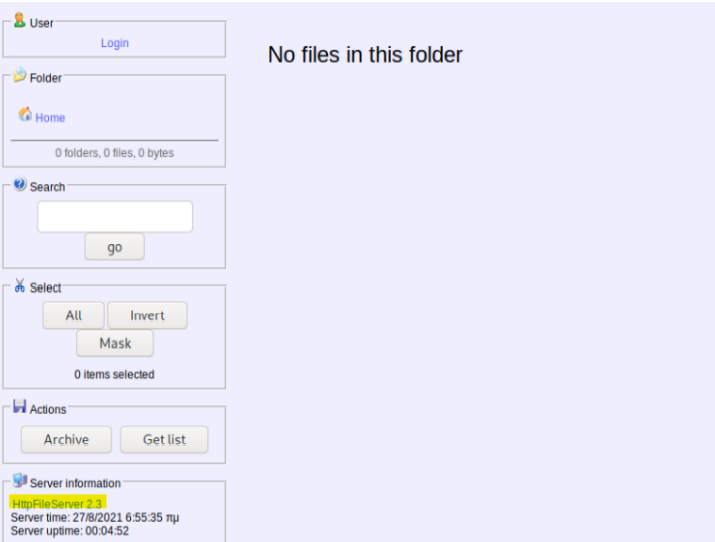 User
Login
Folder
Home
0 folders, 0 files, 0 bytes
Search
go
Select
All Invert
Mask
0 items selected
Actions
Archive Get list
Server information
HttpFileServer 2.3
Server time: 27/8/2021 6:55:35 πμ
Server uptime: 00:04:52
No files in this folder